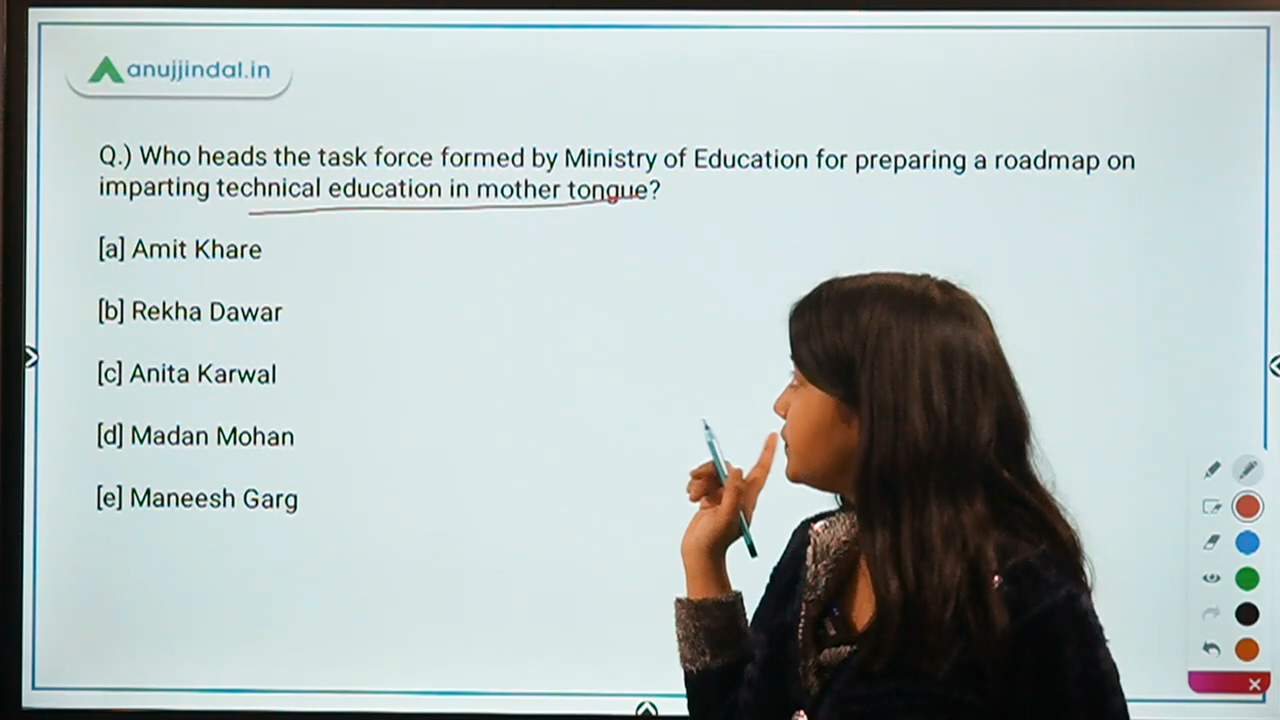 anujjindal.in
Q.) Who heads the task force formed by Ministry of Education for preparing a roadmap on
imparting technical education in mother tongue?
[a] Amit Khare
[b] Rekha Dawar
[c] Anita Karwal
[d] Madan Mohan
[e] Maneesh Garg